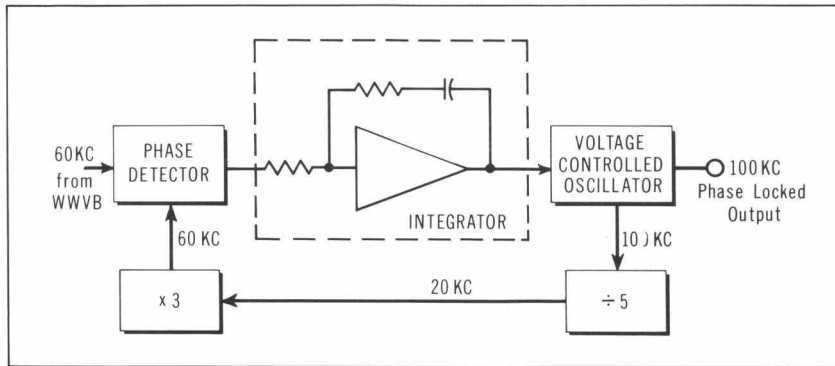 60KC
from
WWVB
PHASE
DETECTOR
INTEGRATOR
VOLTAGE
CONTROLLED
OSCILLATOR
100KC
Phase Locked
Output
60 KC
10 ) KC
x 3
20 KC
÷ 5